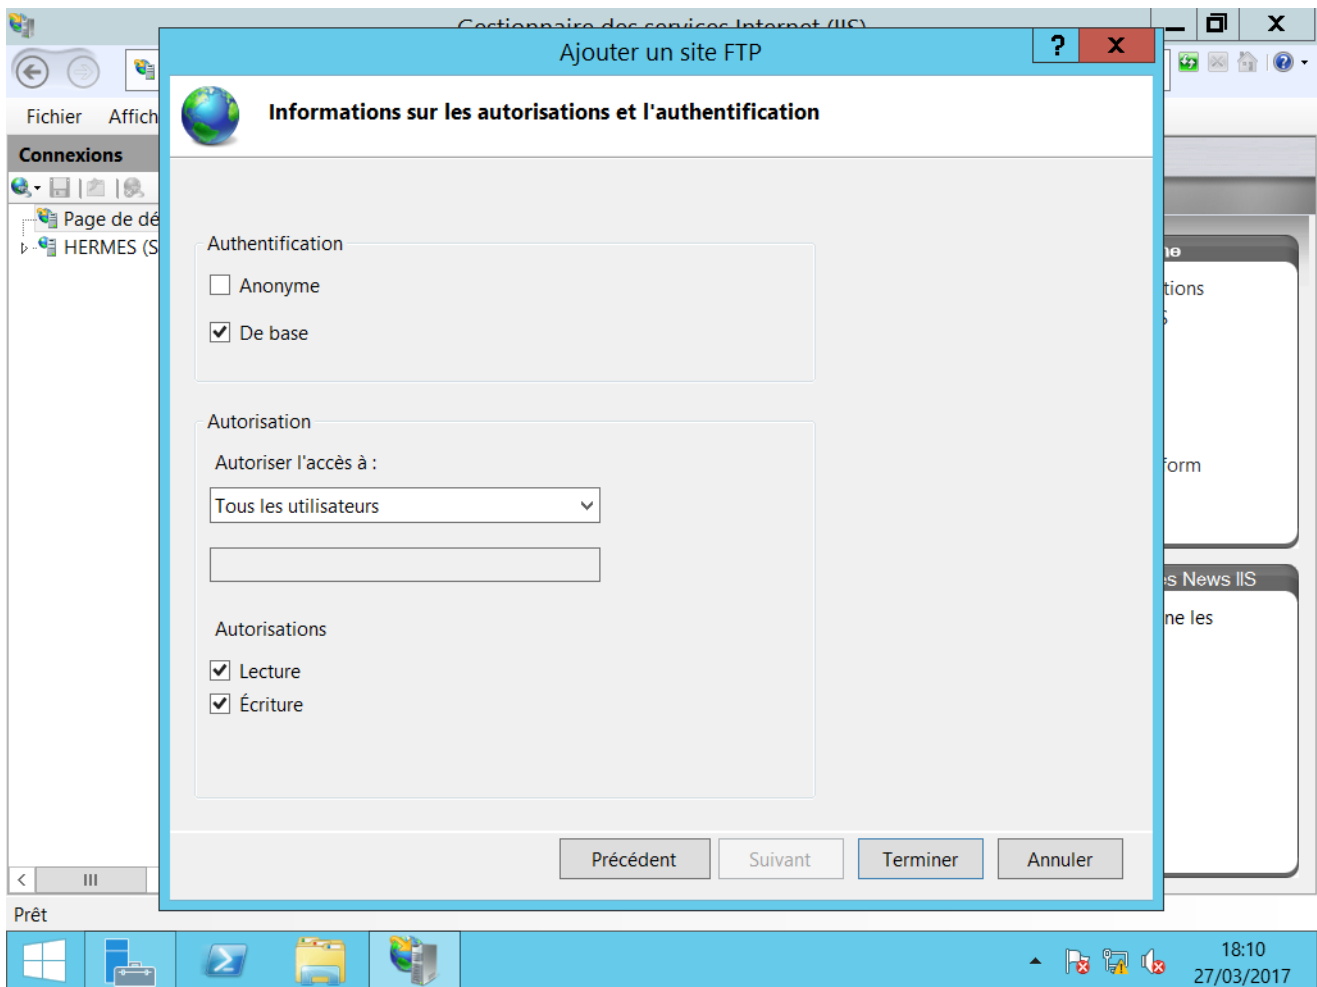 Gestionnaire des services Internet (IIS)
Ajouter un site FTP
?
X
X
Fichier
Affich
Informations sur les autorisations et l'authentification
Connexions
Page de dé
HERMES (S
Authentification
Anonyme
De base
Autorisation
Autoriser l'accès à :
Tous les utilisateurs
Autorisations
Lecture
Écriture
tions
form
es News IIS
ne les
Précédent
Suivant
Terminer
Annuler
Prêt
18:10
27/03/2017